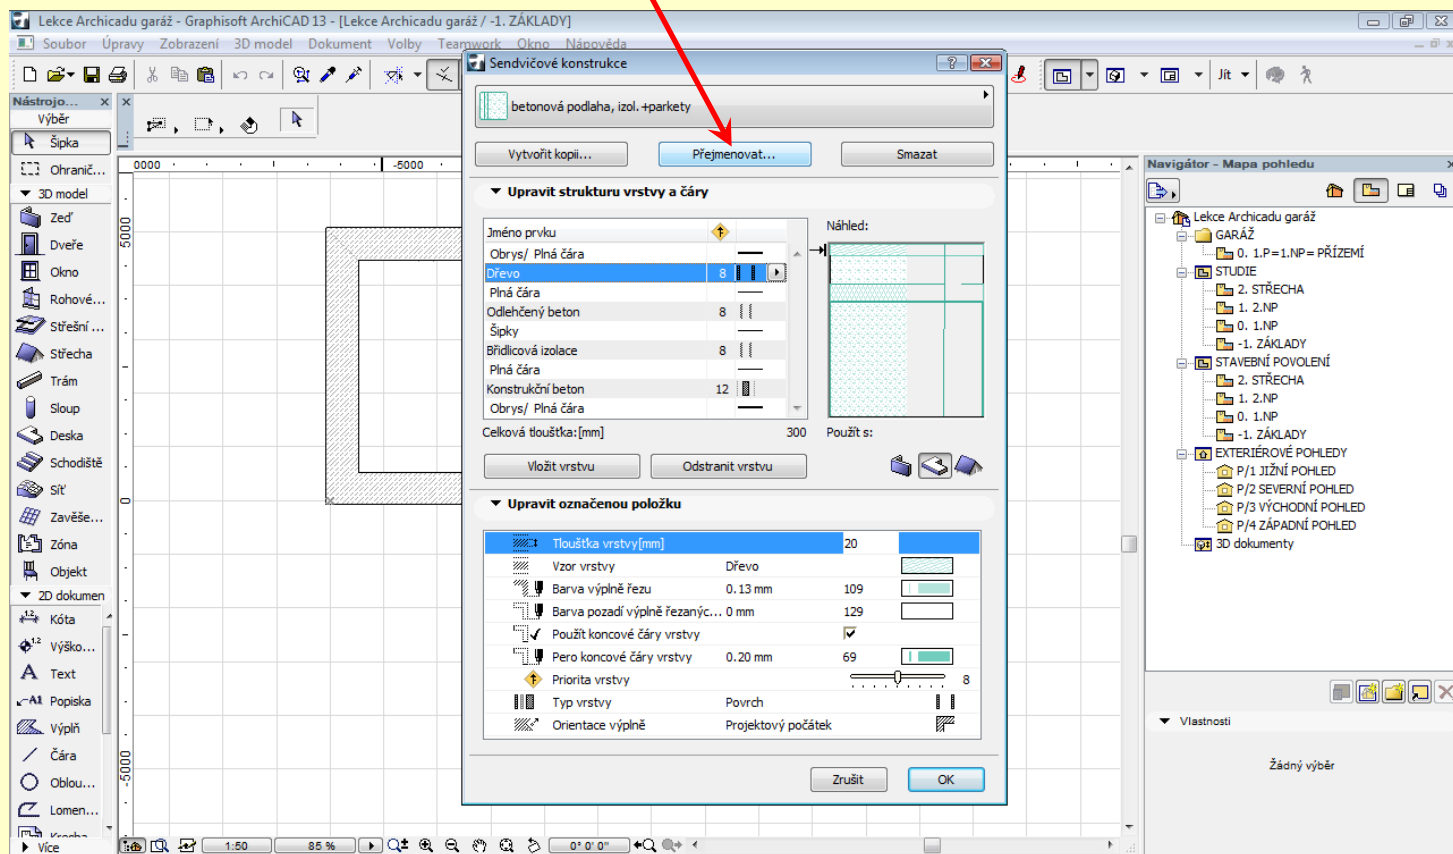 Lekce Archicadu garáž - Graphisoft ArchiCAD 13 - [Lekce Archicadu garáž / -1. ZÁKLADY]
Soubor Úpravy Zobrazení 3D model Dokument Volby Teamwork Okno Nápověda
Jít
Nástrojo...
Výběr
Šipka
Ohranič...
3D model
Zeď
Dveře
Okno
Rohové...
Střešní ...
Střecha
Trám
Sloup
Deska
Schodiště
Síť
Zavěše...
Zóna
Objekt
2D dokumen
Kóta
Výško...
Text
Popiska
Výplň
Čára
Oblou...
Lomen...
Více
0000 -5000
5000
0
-5000
Sendvičové konstrukce
betonová podlaha, izol.+parkety
Vytvořit kopii... Přejmenovat... Smazat
Upravit strukturu vrstvy a čáry
Jméno prvku
Obrys/ Plná čára
Dřevo 8
Plná čára
Odlehčený beton 8
Šipky
Břidlicová izolace 8
Plná čára
Konstrukční beton 12
Obrys/ Plná čára
Celková tloušťka:[mm] 300
Náhled:
Použít s:
Vložit vrstvu Odstranit vrstvu
Upravit označenou položku
Tloušťka vrstvy[mm] 20
Vzor vrstvy Dřevo
Barva výplně řezu 0.13 mm 109
Barva pozadí výplně řezanýc... 0 mm 129
Použít koncové čáry vrstvy
Pero koncové čáry vrstvy 0.20 mm 69
Priorita vrstvy 8
Typ vrstvy Povrch
Orientace výplně Projektový počátek
Zrušit OK
Navigátor - Mapa pohledu
Lekce Archicadu garáž
GARÁŽ
0. 1.P=1.NP= PŘÍZEMÍ
STUDIE
2. STŘECHA
1. 2.NP
0. 1.NP
-1. ZÁKLADY
STAVEBNÍ POVOLENÍ
2. STŘECHA
1. 2.NP
0. 1.NP
-1. ZÁKLADY
EXTERIÉROVÉ POHLEDY
P/1 JIŽNÍ POHLED
P/2 SEVERNÍ POHLED
P/3 VÝCHODNÍ POHLED
P/4 ZÁPADNÍ POHLED
3D dokumenty
Vlastnosti
Žádný výběr
1:50 85 % 0° 0' 0"